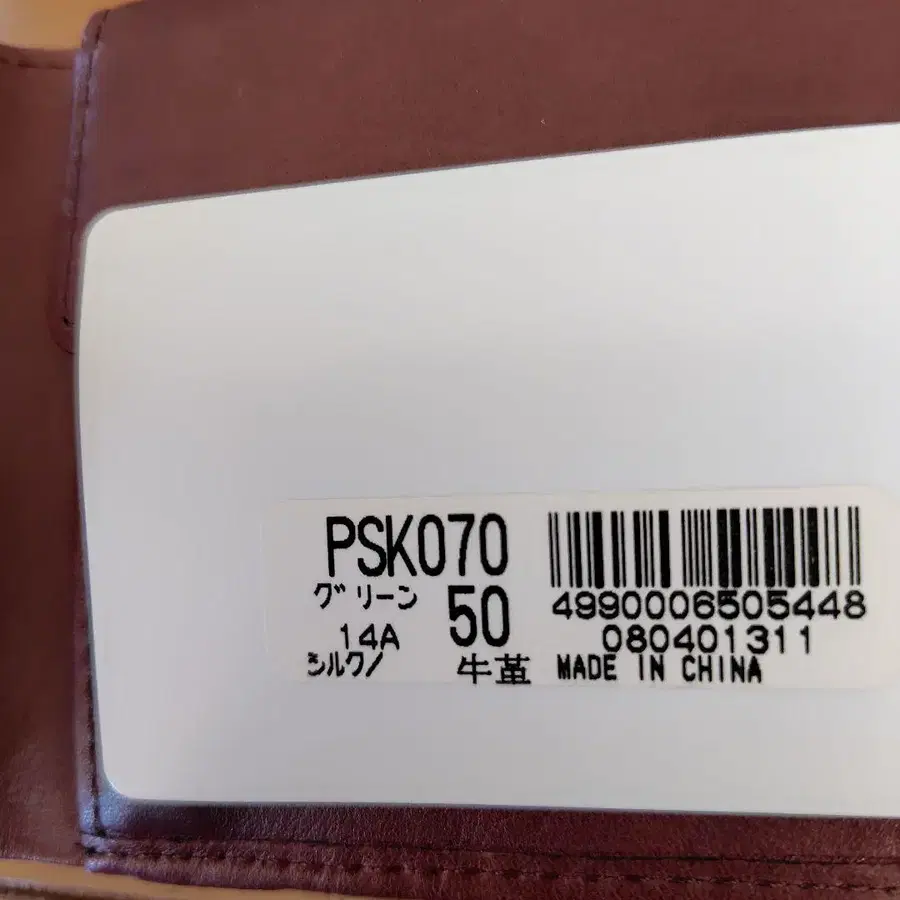 PSK070
グリーン 50
14A
シルクノ 牛革
4990006505448
080401311
MADE IN CHINA